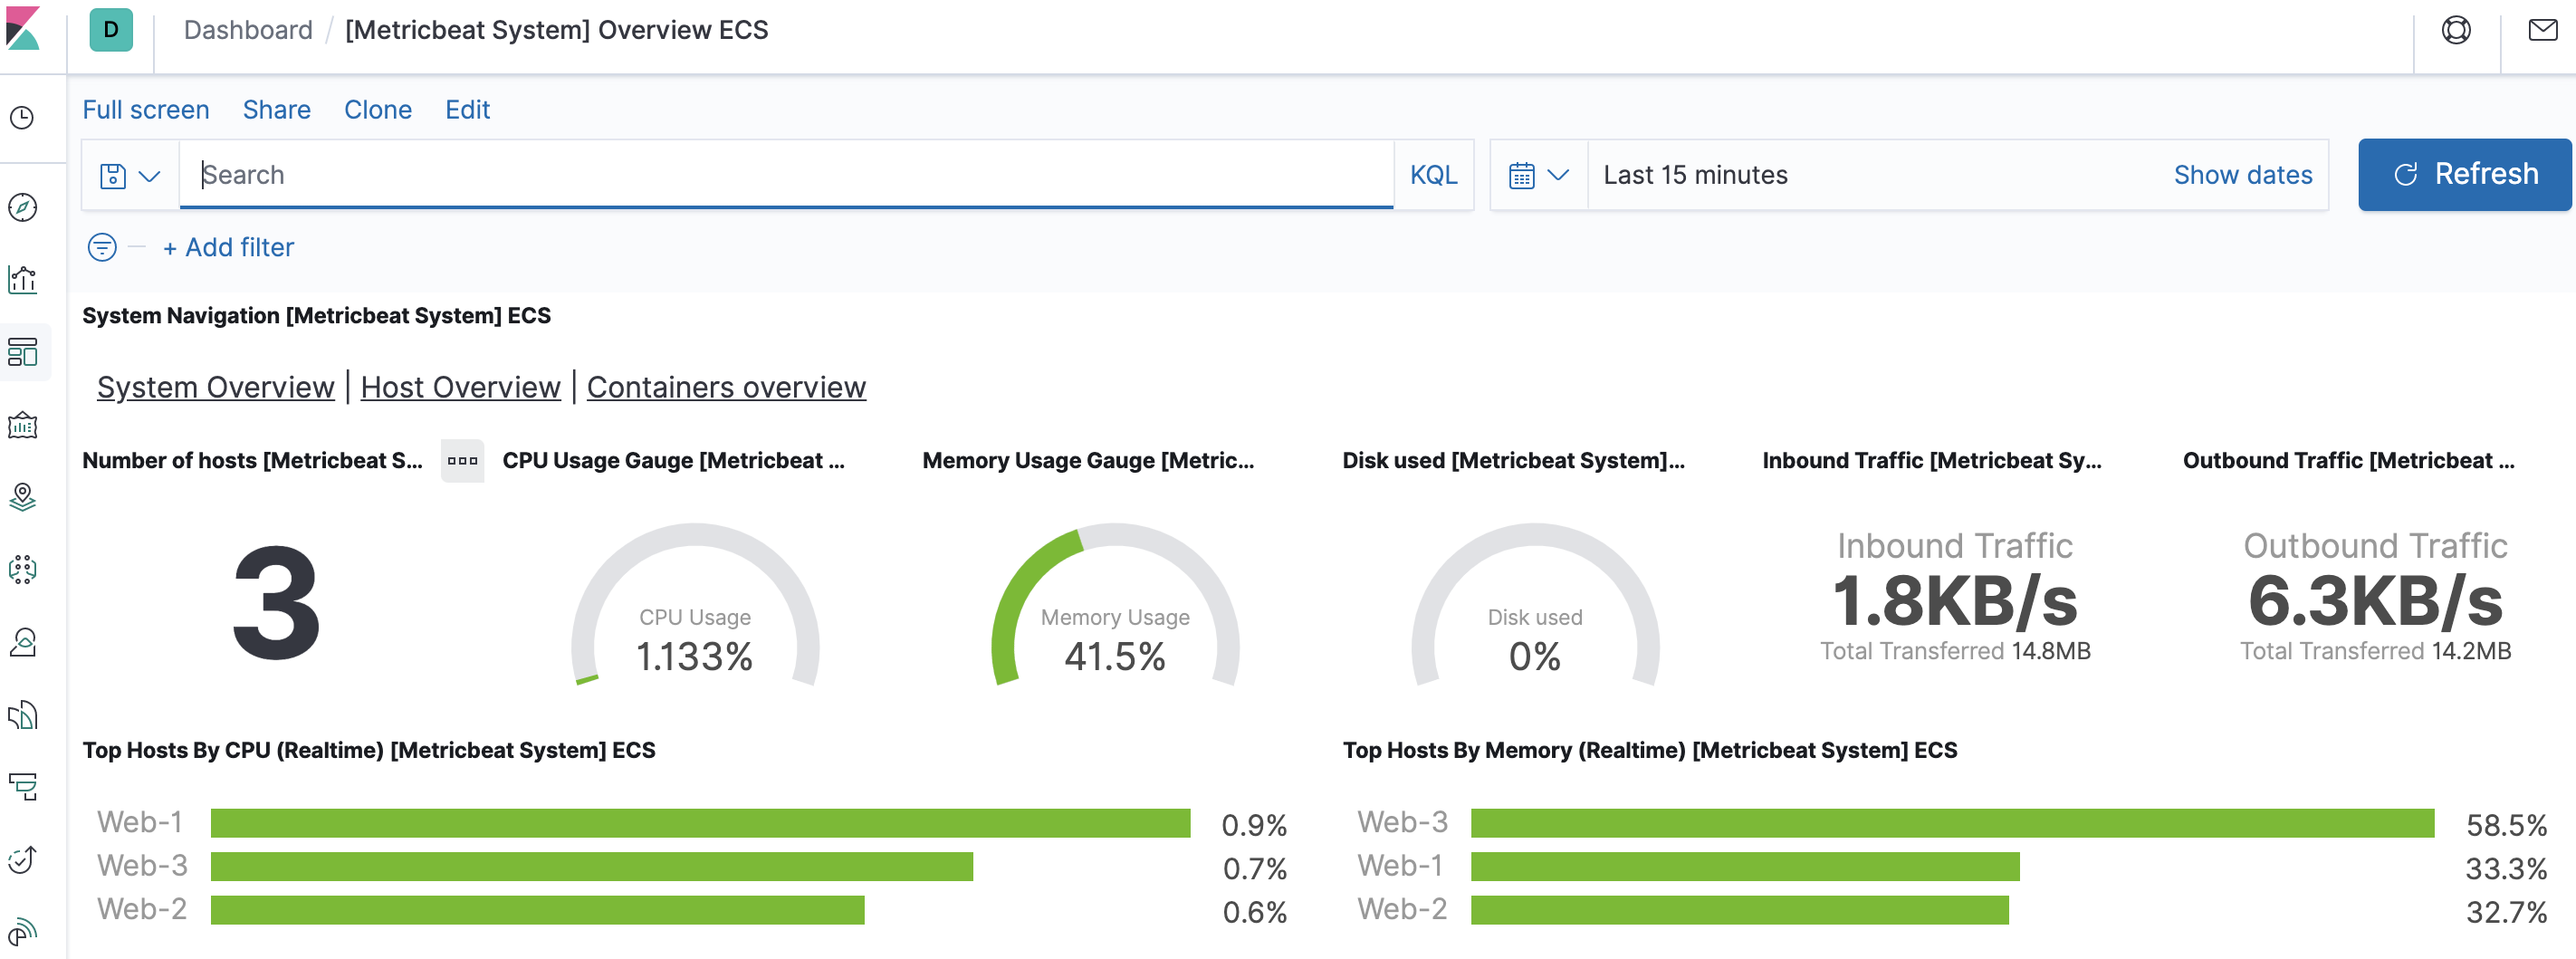 D Dashboard / [Metricbeat System] Overview ECS
Full screen Share Clone Edit
Search KQL Last 15 minutes Show dates Refresh
+ Add filter
System Navigation [Metricbeat System] ECS
System Overview | Host Overview | Containers overview
Number of hosts [Metricbeat S... CPU Usage Gauge [Metricbeat ... Memory Usage Gauge [Metric... Disk used [Metricbeat System]... Inbound Traffic [Metricbeat Sy... Outbound Traffic [Metricbeat ...
3
CPU Usage
1.133%
Memory Usage
41.5%
Disk used
0%
Inbound Traffic
1.8KB/s
Total Transferred 14.8MB
Outbound Traffic
6.3KB/s
Total Transferred 14.2MB
Top Hosts By CPU (Realtime) [Metricbeat System] ECS
Web-1 0.9%
Web-3 0.7%
Web-2 0.6%
Top Hosts By Memory (Realtime) [Metricbeat System] ECS
Web-3 58.5%
Web-1 33.3%
Web-2 32.7%